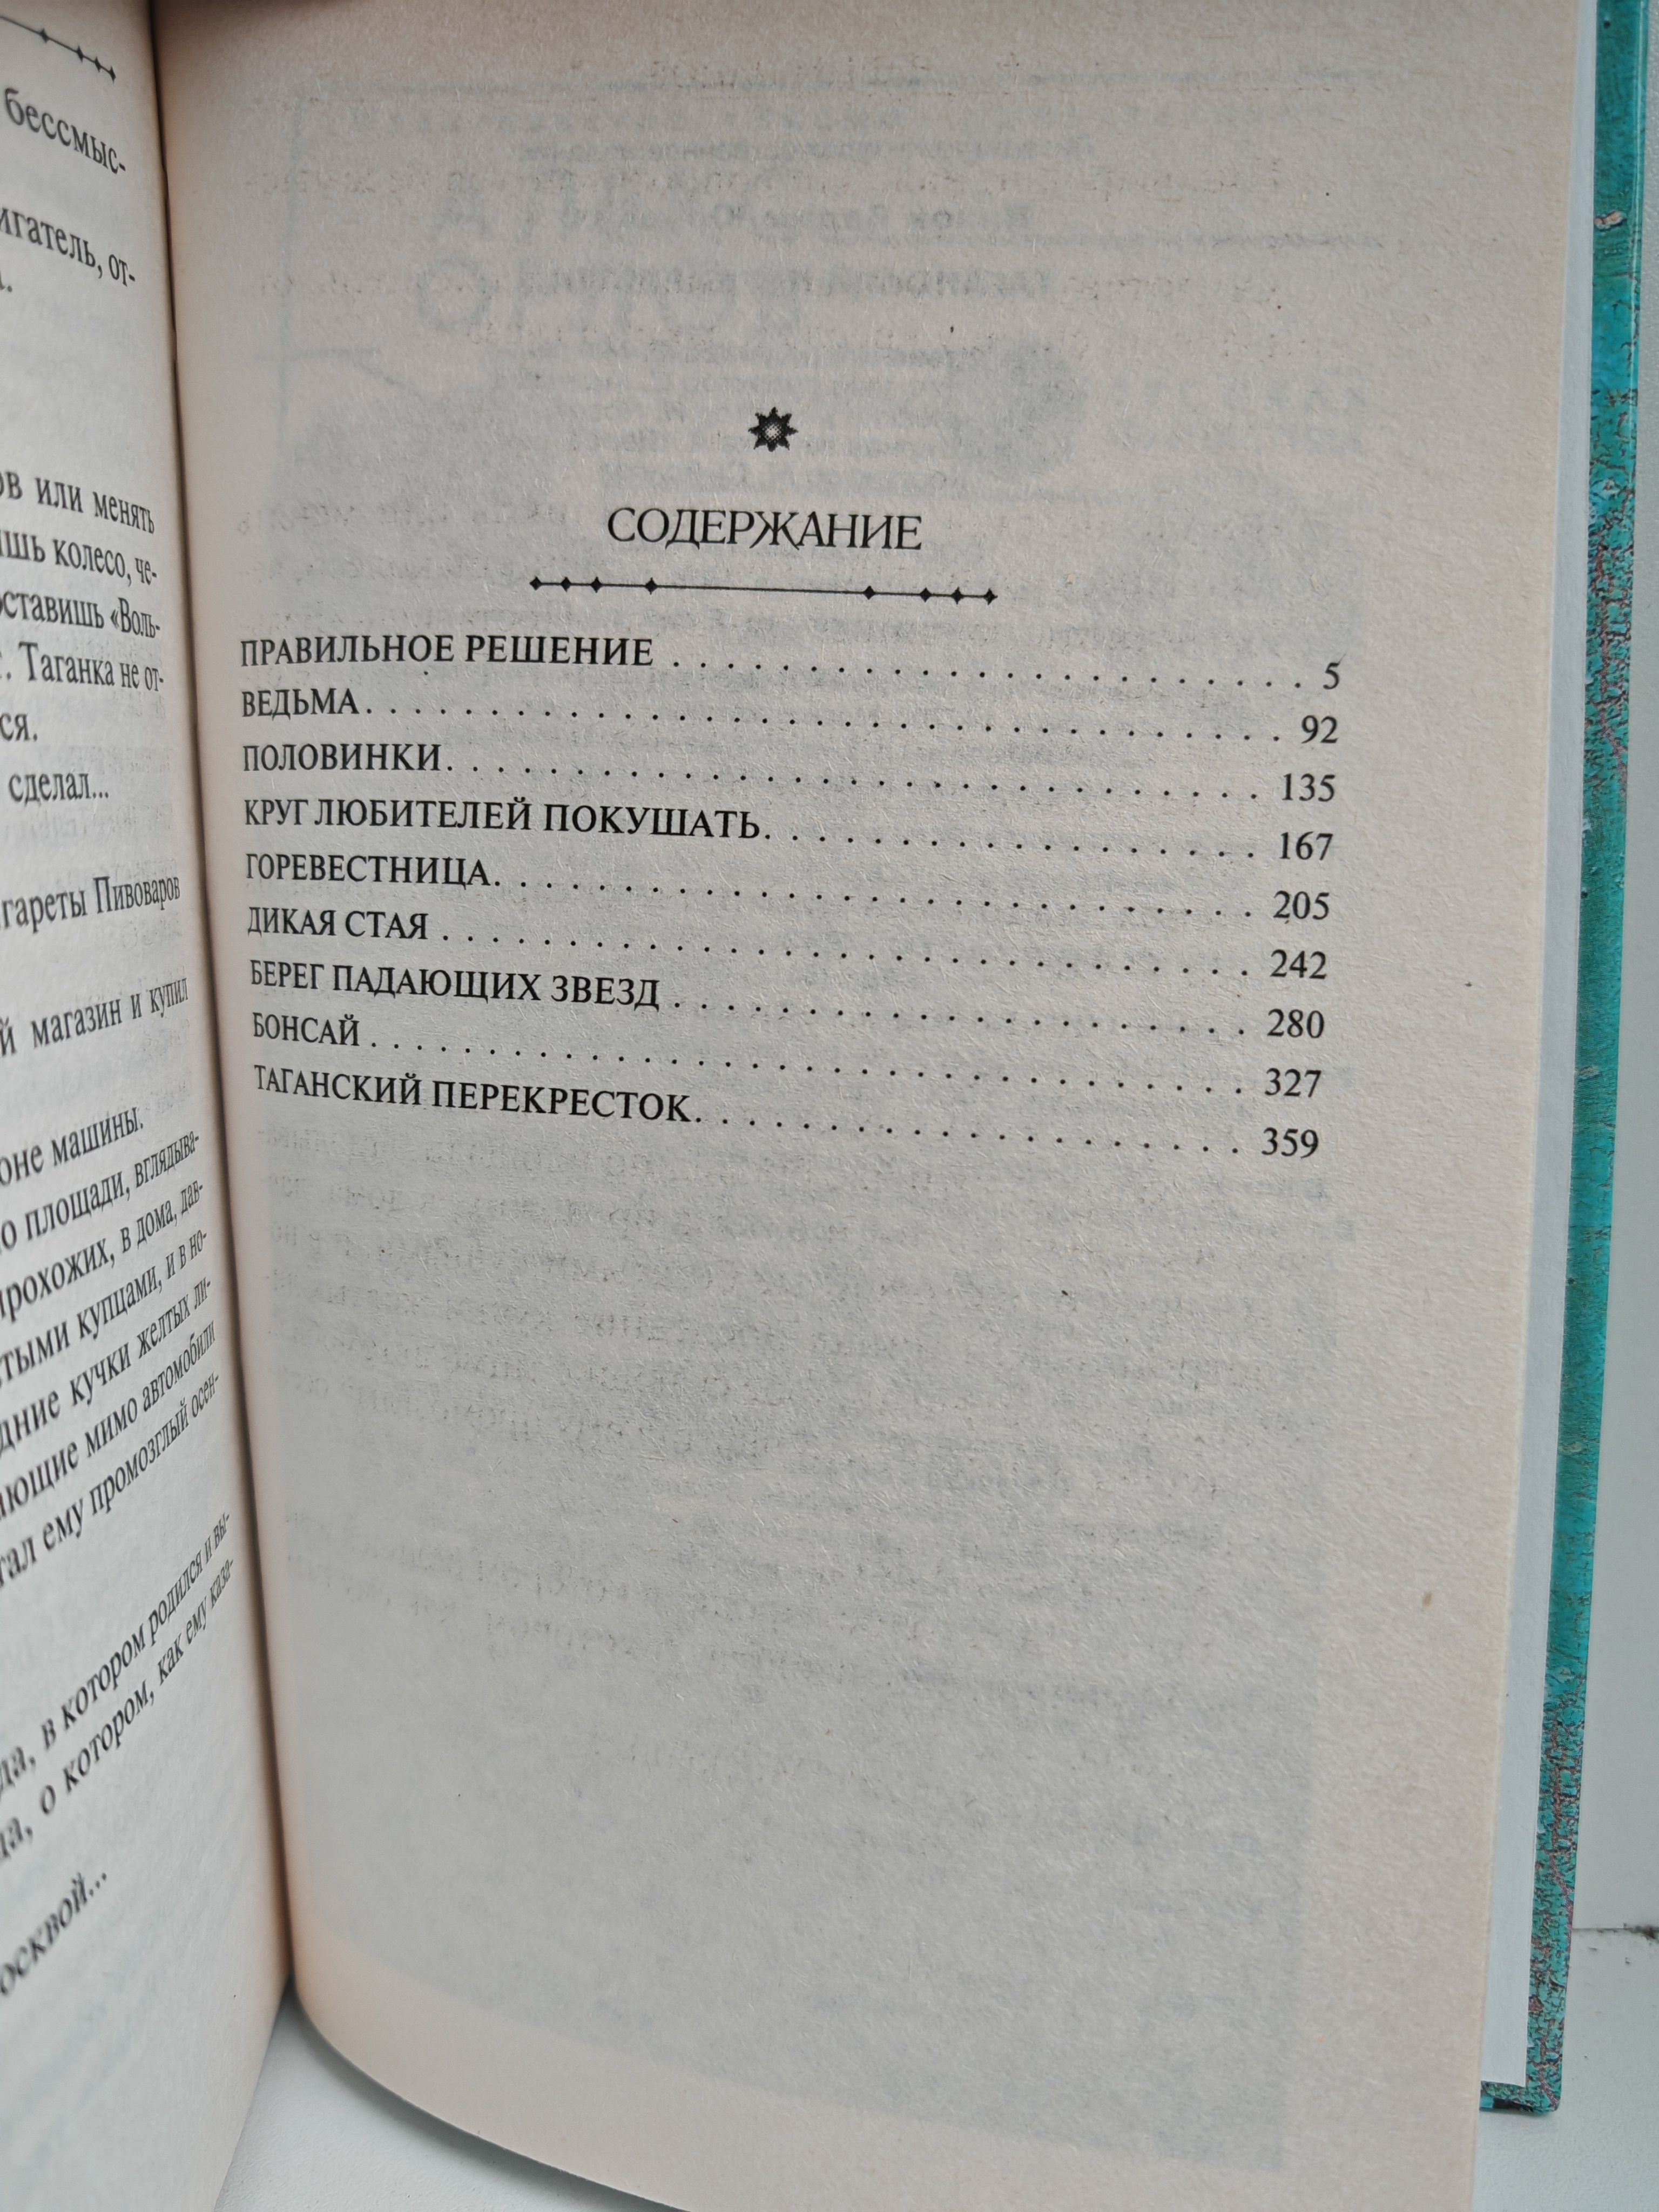 бессмыс-
игатель, от-
ов или менять
ишь колесо, че-
оставишь «Воль-
. Таганка не от-
ся.
сделал...
гареты Пивоваров
й магазин и купил
оне машины.
о площади, вглядыва-
прохожих, в дома, дав-
стыми купцами, и в но-
дние кучки желтых ли-
ающие мимо автомобили
гал ему промозглый осен-
да, в котором родился и вы-
да, о котором, как ему каза-
осквой...
СОДЕРЖАНИЕ
ПРАВИЛЬНОЕ РЕШЕНИЕ . . . . . . . . . . . . . . . . . . . . . . . 5
ВЕДЬМА . . . . . . . . . . . . . . . . . . . . . . . . . . . . . . . . 92
ПОЛОВИНКИ . . . . . . . . . . . . . . . . . . . . . . . . . . . . 135
КРУГ ЛЮБИТЕЛЕЙ ПОКУШАТЬ . . . . . . . . . . . . . . . . . 167
ГОРЕВЕСТНИЦА . . . . . . . . . . . . . . . . . . . . . . . . . . 205
ДИКАЯ СТАЯ . . . . . . . . . . . . . . . . . . . . . . . . . . . . 242
БЕРЕГ ПАДАЮЩИХ ЗВЕЗД . . . . . . . . . . . . . . . . . . . . 280
БОНСАЙ . . . . . . . . . . . . . . . . . . . . . . . . . . . . . . . 327
ТАГАНСКИЙ ПЕРЕКРЕСТОК . . . . . . . . . . . . . . . . . . . 359